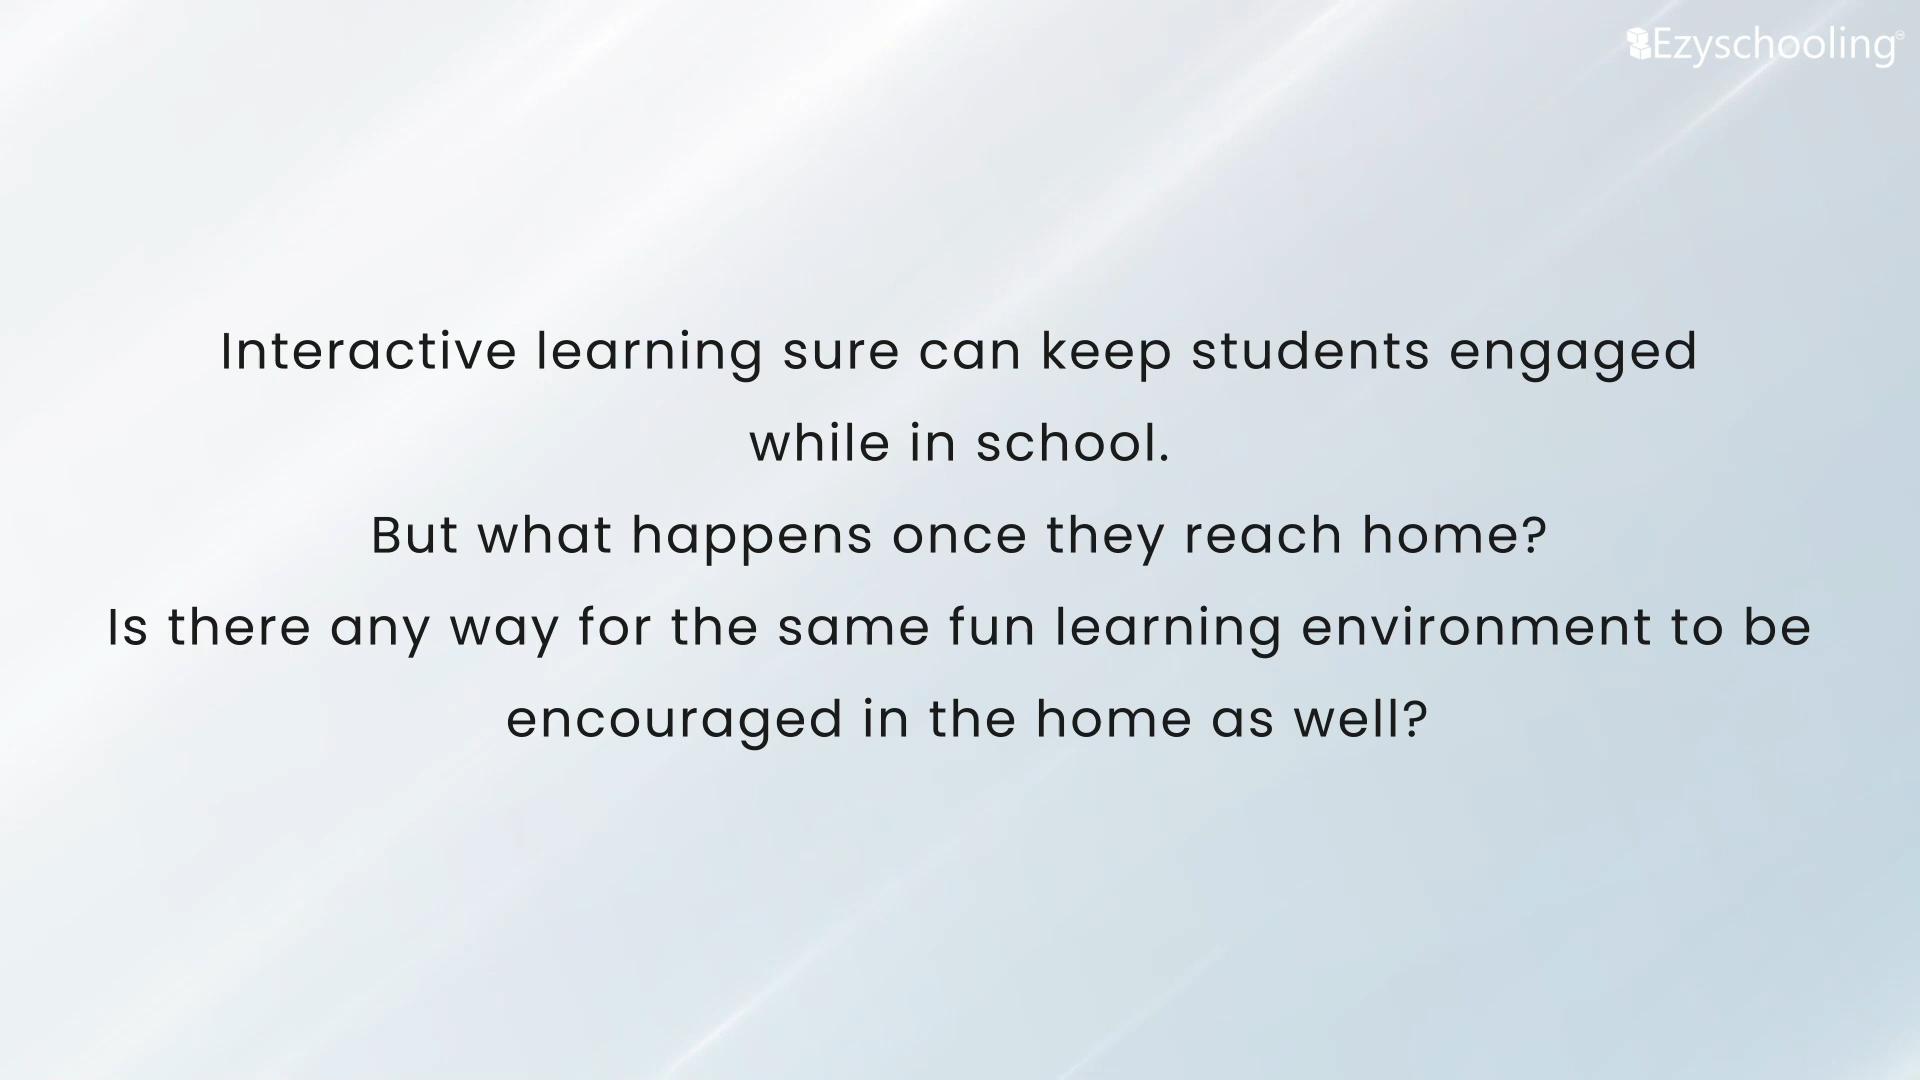 Ezyschooling
Interactive learning sure can keep students engaged
while in school.
But what happens once they reach home?
Is there any way for the same fun learning environment to be
encouraged in the home as well?